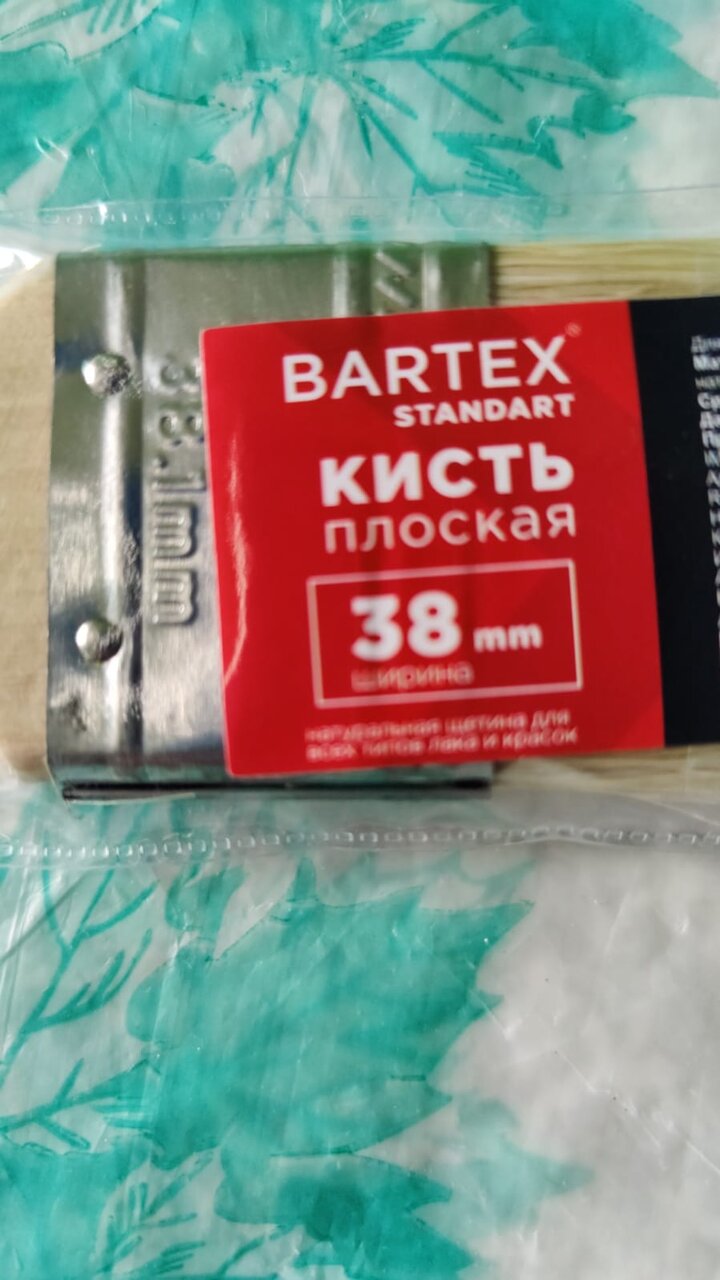 38.1mm
BARTEX®
STANDART
кисть
плоская
38 mm
ширина
натуральная щетина для
всех типов лака и красок